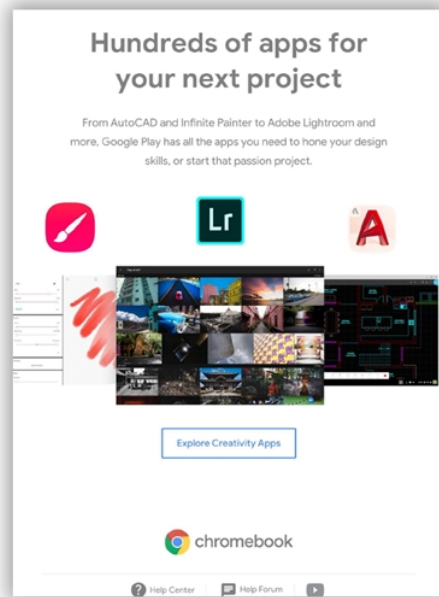 Hundreds of apps for
your next project
From AutoCAD and Infinite Painter to Adobe Lightroom and
more, Google Play has all the apps you need to hone your design
skills, or start that passion project.
Lr
A
Explore Creativity Apps
chromebook
Help Center
Help Forum